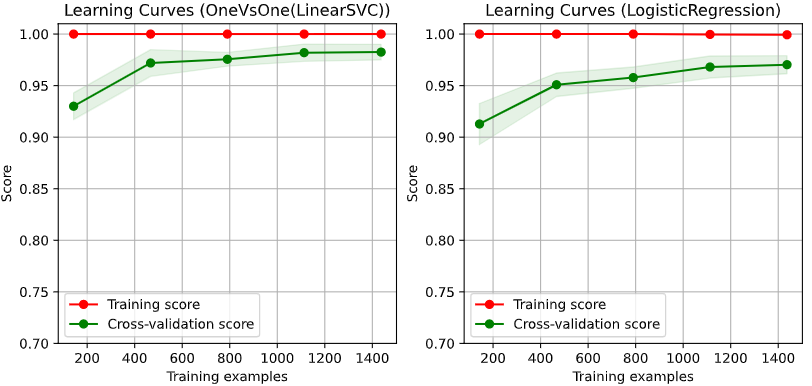 Learning Curves (OneVsOne(LinearSVC))
1.00
0.95
0.90
0.85
0.80
0.75
0.70
Score
Training score
Cross-validation score
200 400 600 800 1000 1200 1400
Training examples
Learning Curves (LogisticRegression)
1.00
0.95
0.90
0.85
0.80
0.75
0.70
Score
Training score
Cross-validation score
200 400 600 800 1000 1200 1400
Training examples